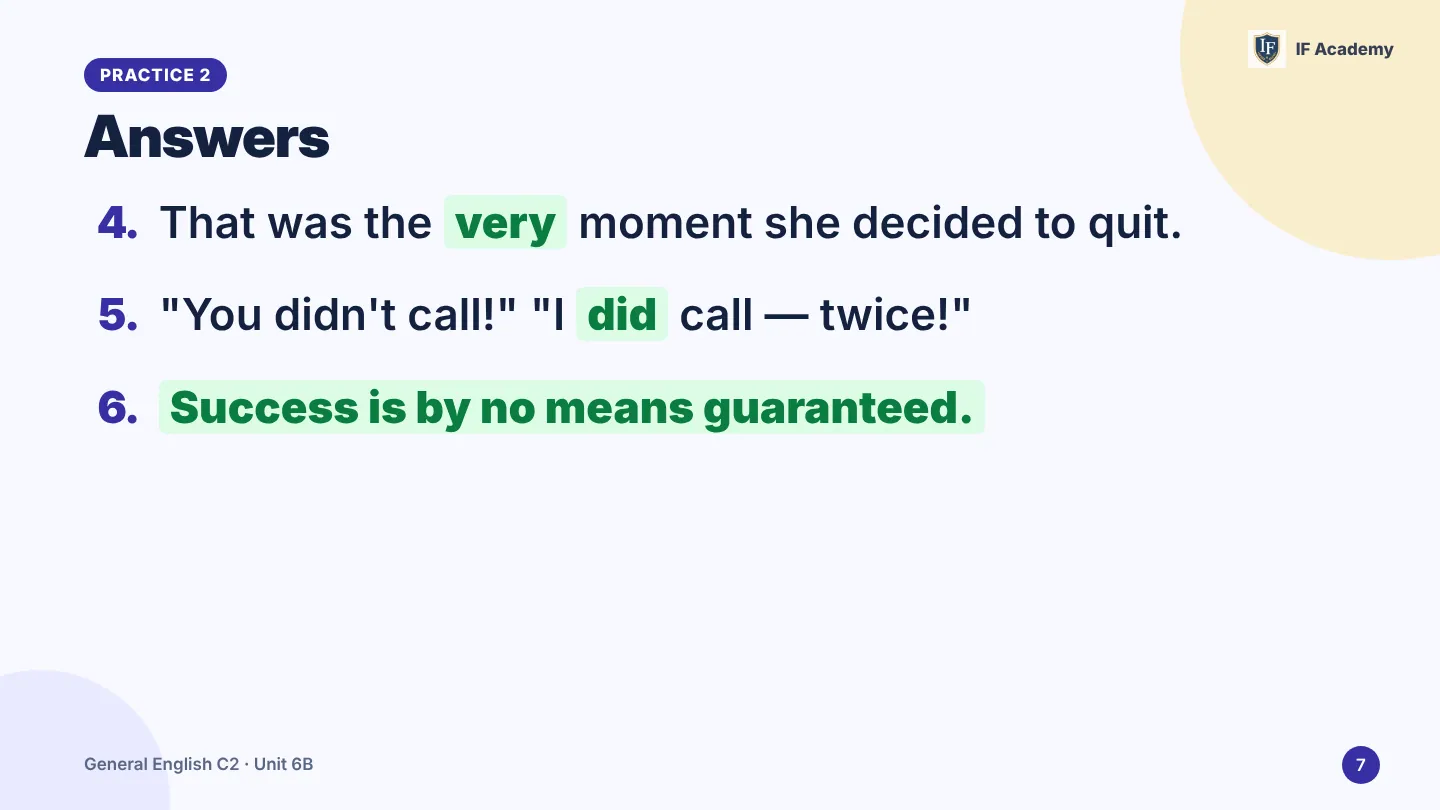 IF
IF Academy
PRACTICE 2
Answers
4. That was the very moment she decided to quit.
5. "You didn't call!" "I did call — twice!"
6. Success is by no means guaranteed.
General English C2 · Unit 6B
7